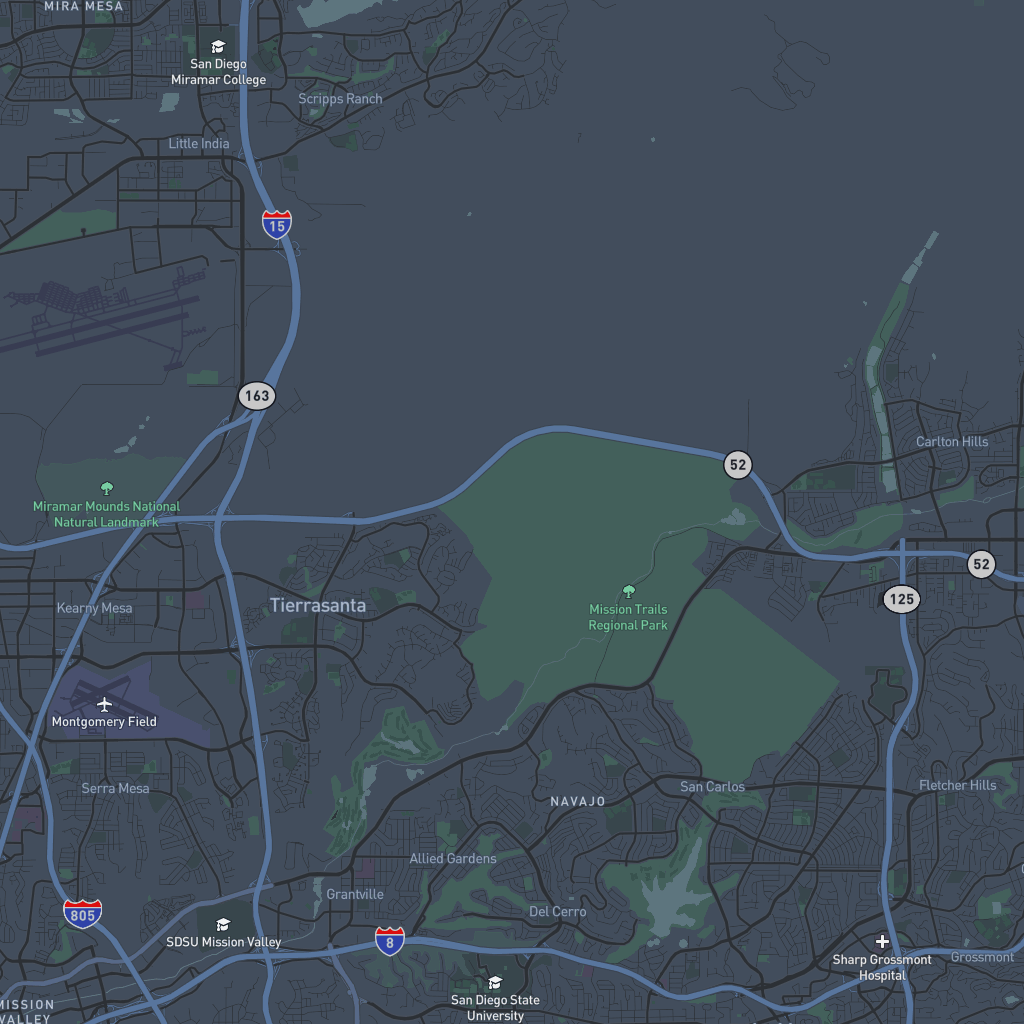 MIRA MESA
San Diego
Miramar College
Scripps Ranch
Little India
15
163
Carlton Hills
52
Miramar Mounds National
Natural Landmark
52
Kearny Mesa
Tierrasanta
Mission Trails
Regional Park
125
Montgomery Field
Serra Mesa
San Carlos
Fletcher Hills
NAVAJO
Allied Gardens
Grantville
805
Del Cerro
SDSU Mission Valley
8
Sharp Grossmont
Hospital
Grossmont
San Diego State
University
MISSION
VALLEY